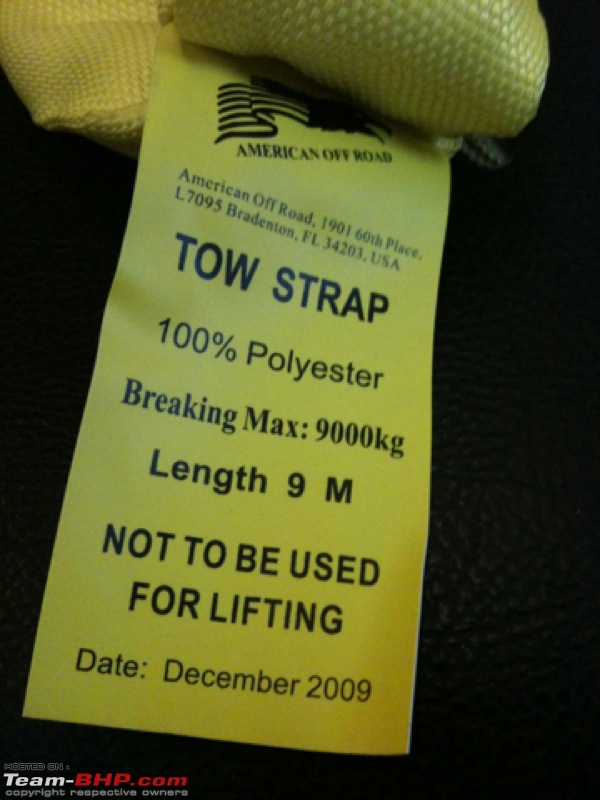 AMERICAN OFF ROAD
American Off Road, 1901 60th Place,
L7095 Bradenton, FL 34203, USA
TOW STRAP
100% Polyester
Breaking Max: 9000kg
Length 9 M
NOT TO BE USED
FOR LIFTING
Date: December 2009
HOSTED ON :
Team-BHP.com
copyright respective owners